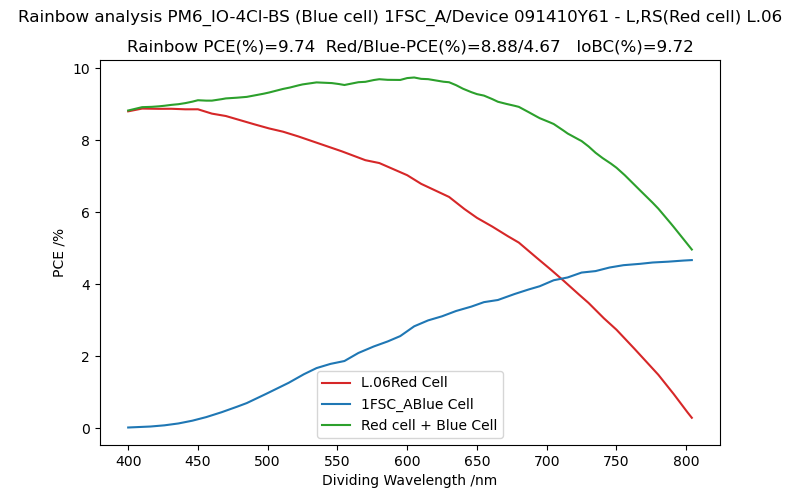 Rainbow analysis PM6_IO-4Cl-BS (Blue cell) 1FSC_A/Device 091410Y61 - L,RS(Red cell) L.06
Rainbow PCE(%)=9.74  Red/Blue-PCE(%)=8.88/4.67   IoBC(%)=9.72
10
8
6
4
2
0
PCE /%
L.06Red Cell
1FSC_ABlue Cell
Red cell + Blue Cell
400 450 500 550 600 650 700 750 800
Dividing Wavelength /nm